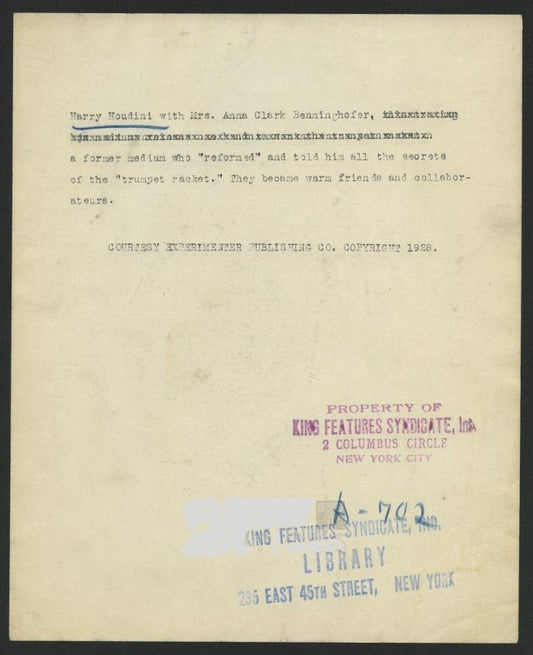 Harry Houdini with Mrs. Anna Clark Benninghofer,
a former medium who "reformed" and told him all the secrets
of the "trumpet racket." They became warm friends and collabor-
ateurs.
COURTESY EXPERIMENTER PUBLISHING CO. COPYRIGHT 1928.
PROPERTY OF
KING FEATURES SYNDICATE, Inc.
2 COLUMBUS CIRCLE
NEW YORK CITY
A-702
KING FEATURES SYNDICATE, INC.
LIBRARY
235 EAST 45TH STREET, NEW YORK